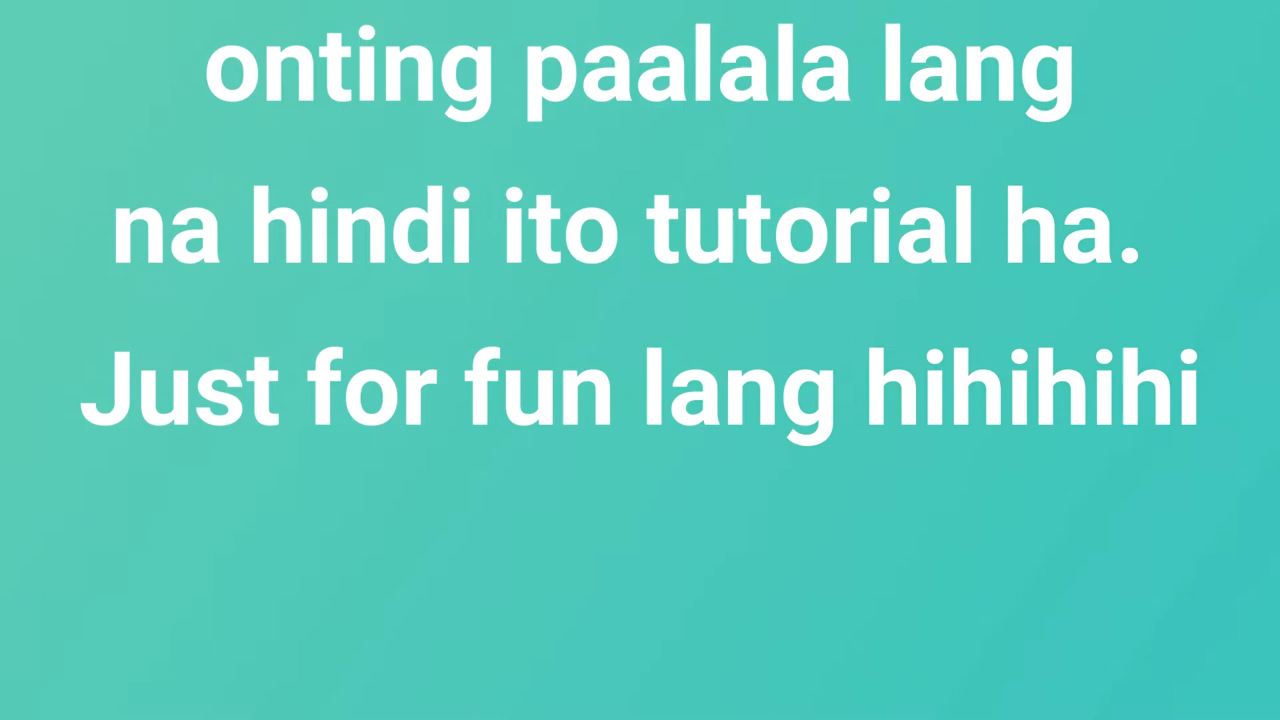 onting paalala lang
na hindi ito tutorial ha.
Just for fun lang hihihihi